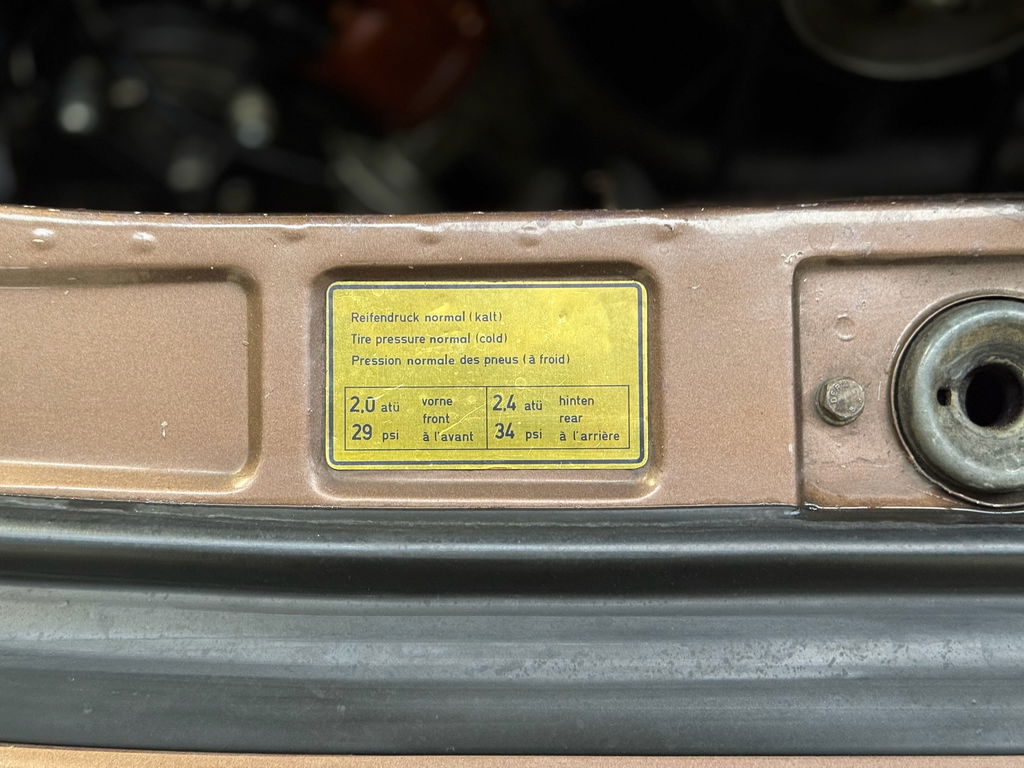 Reifendruck normal (kalt)
Tire pressure normal (cold)
Pression normale des pneus (à froid)
2,0 atü vorne 2,4 atü hinten
front rear
29 psi à l'avant 34 psi à l'arrière